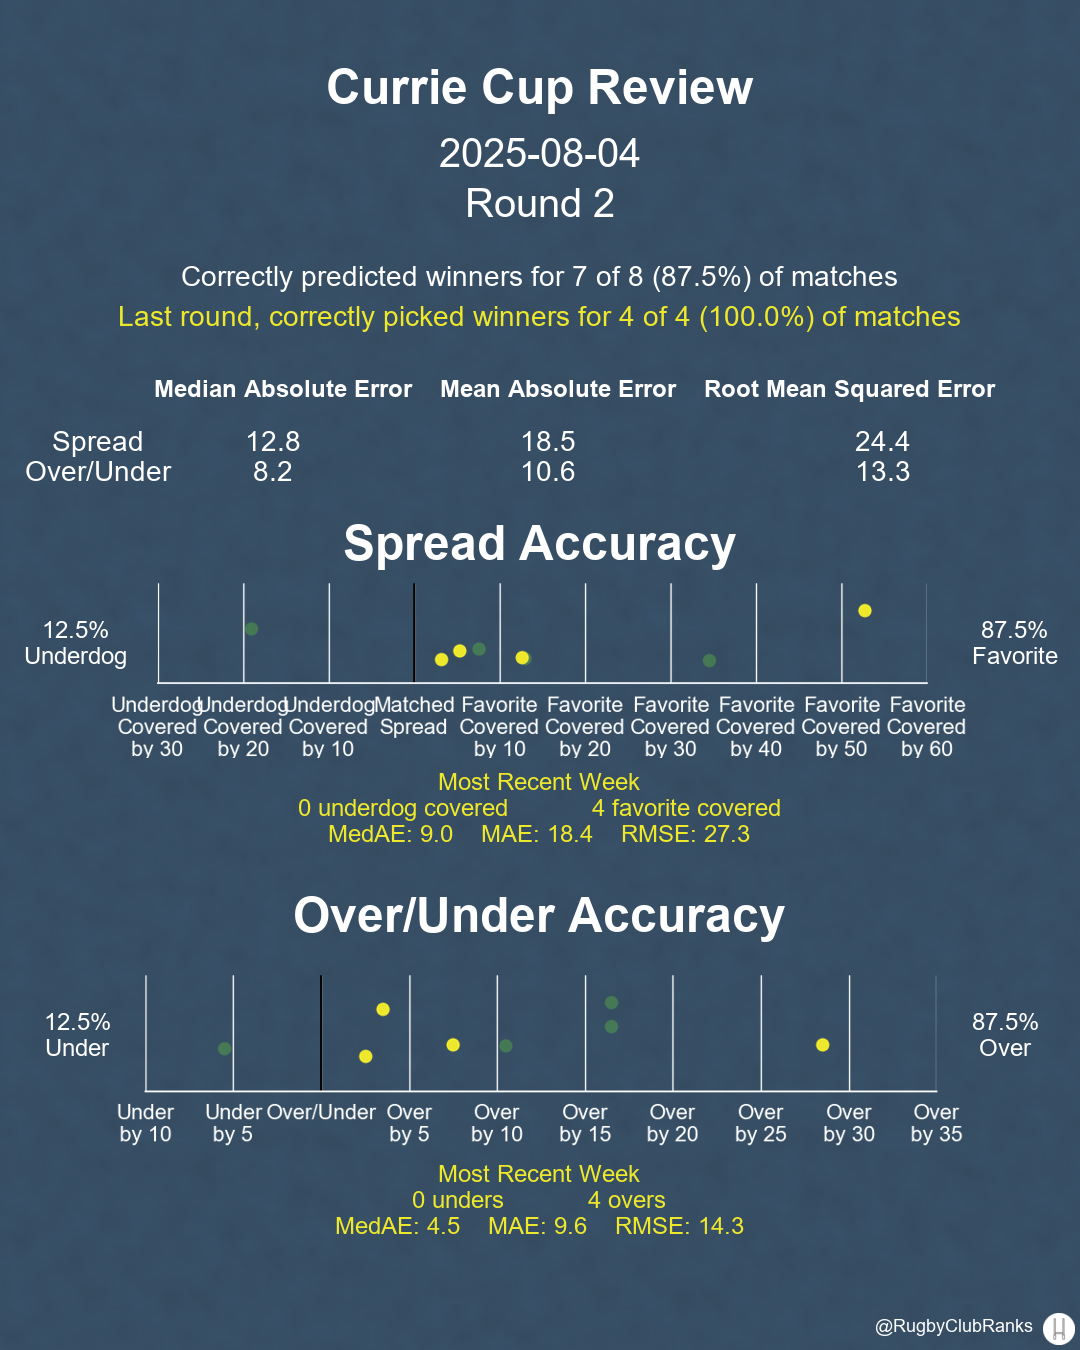 Currie Cup Review
2025-08-04
Round 2
Correctly predicted winners for 7 of 8 (87.5%) of matches
Last round, correctly picked winners for 4 of 4 (100.0%) of matches
Median Absolute Error Mean Absolute Error Root Mean Squared Error
Spread 12.8 18.5 24.4
Over/Under 8.2 10.6 13.3
Spread Accuracy
12.5% 87.5%
Underdog Favorite
Underdog Underdog Underdog Matched Favorite Favorite Favorite Favorite Favorite Favorite
Covered Covered Covered Spread Covered Covered Covered Covered Covered Covered
by 30 by 20 by 10 by 10 by 20 by 30 by 40 by 50 by 60
Most Recent Week
0 underdog covered 4 favorite covered
MedAE: 9.0 MAE: 18.4 RMSE: 27.3
Over/Under Accuracy
12.5% 87.5%
Under Over
Under Under Over/Under Over Over Over Over Over Over Over
by 10 by 5 by 5 by 10 by 15 by 20 by 25 by 30 by 35
Most Recent Week
0 unders 4 overs
MedAE: 4.5 MAE: 9.6 RMSE: 14.3
@RugbyClubRanks